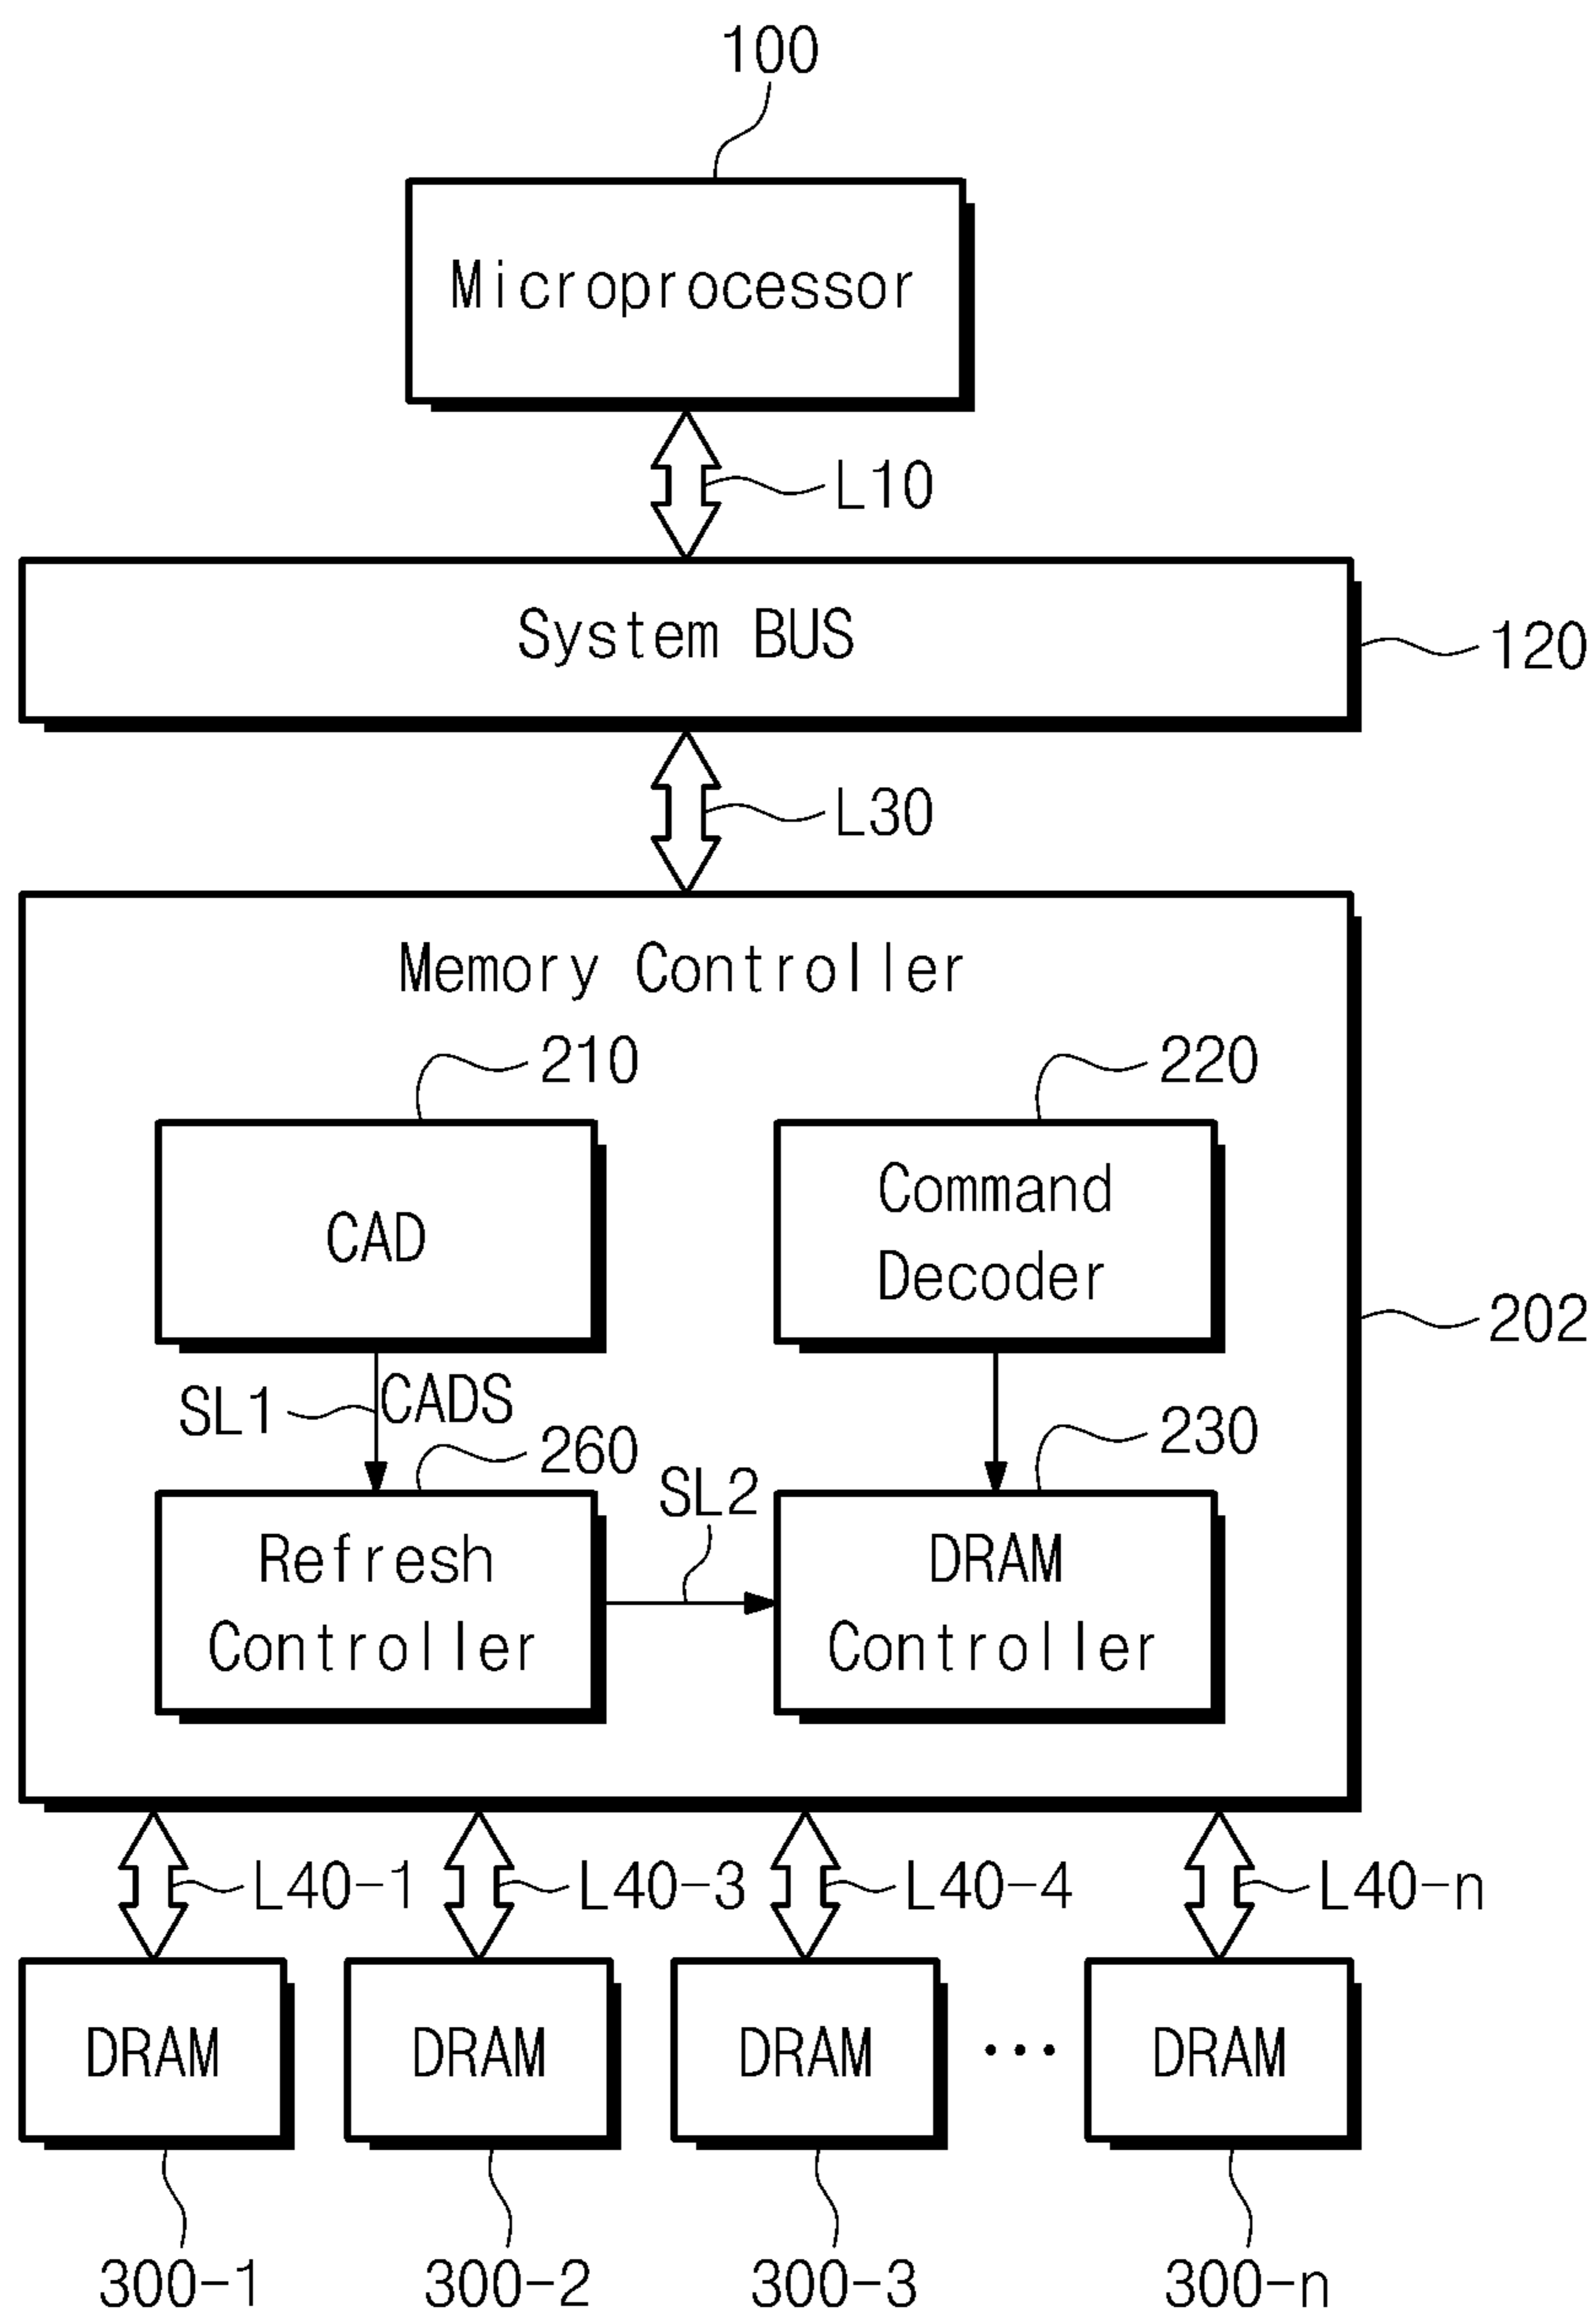 100
Microprocessor
L10
System BUS
120
L30
Memory Controller
210
220
CAD
Command
Decoder
202
SL1
CADS
260
230
SL2
Refresh
Controller
DRAM
Controller
L40-1
L40-3
L40-4
L40-n
DRAM
DRAM
DRAM
...
DRAM
300-1
300-2
300-3
300-n